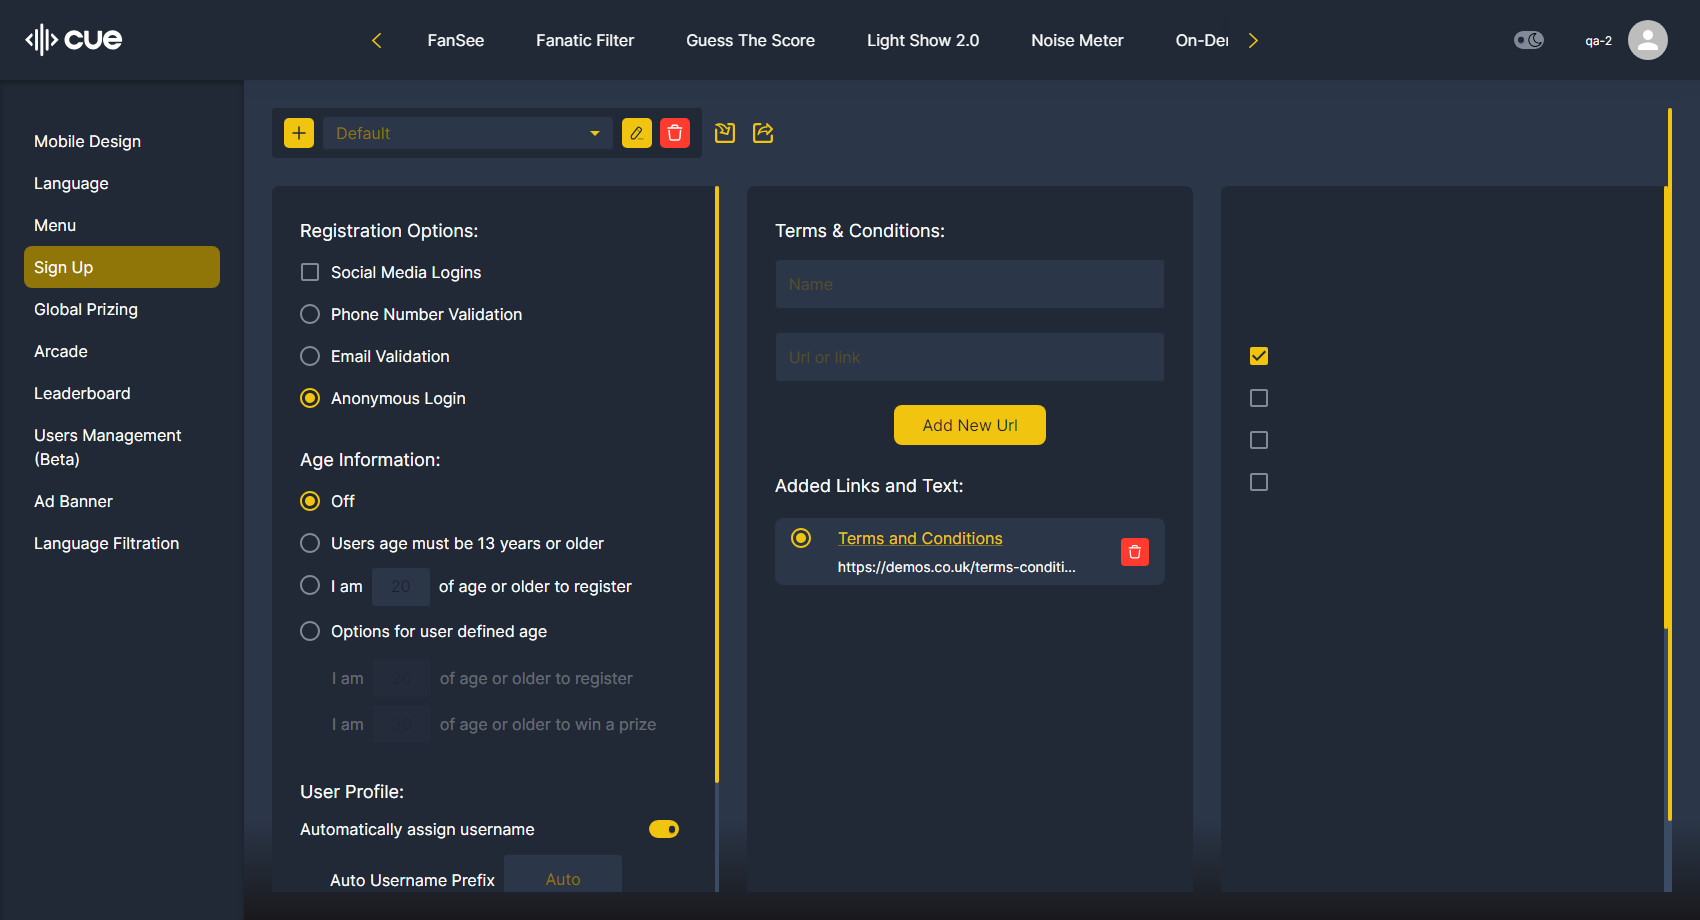 cue
FanSee
Fanatic Filter
Guess The Score
Light Show 2.0
Noise Meter
On-Der
qa-2
Mobile Design
Language
Menu
Sign Up
Global Prizing
Arcade
Leaderboard
Users Management
(Beta)
Ad Banner
Language Filtration
Default
Registration Options:
Social Media Logins
Phone Number Validation
Email Validation
Anonymous Login
Age Information:
Off
Users age must be 13 years or older
I am 20 of age or older to register
Options for user defined age
I am 20 of age or older to register
I am 30 of age or older to win a prize
User Profile:
Automatically assign username
Auto Username Prefix Auto
Terms & Conditions:
Name
Url or link
Add New Url
Added Links and Text:
Terms and Conditions
https://demos.co.uk/terms-conditi...